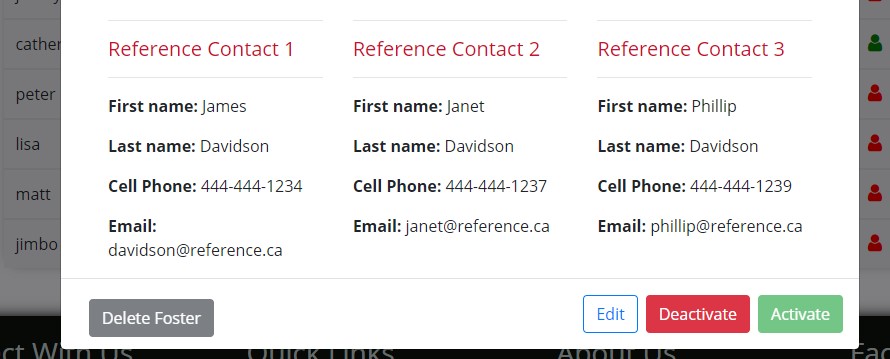 Reference Contact 1
First name: James
Last name: Davidson
Cell Phone: 444-444-1234
Email:
davidson@reference.ca
Reference Contact 2
First name: Janet
Last name: Davidson
Cell Phone: 444-444-1237
Email: janet@reference.ca
Reference Contact 3
First name: Phillip
Last name: Davidson
Cell Phone: 444-444-1239
Email: phillip@reference.ca
Delete Foster
Edit
Deactivate
Activate
cather
peter
lisa
matt
jimbo
ct With Us
Quick Links
About Us
Fac